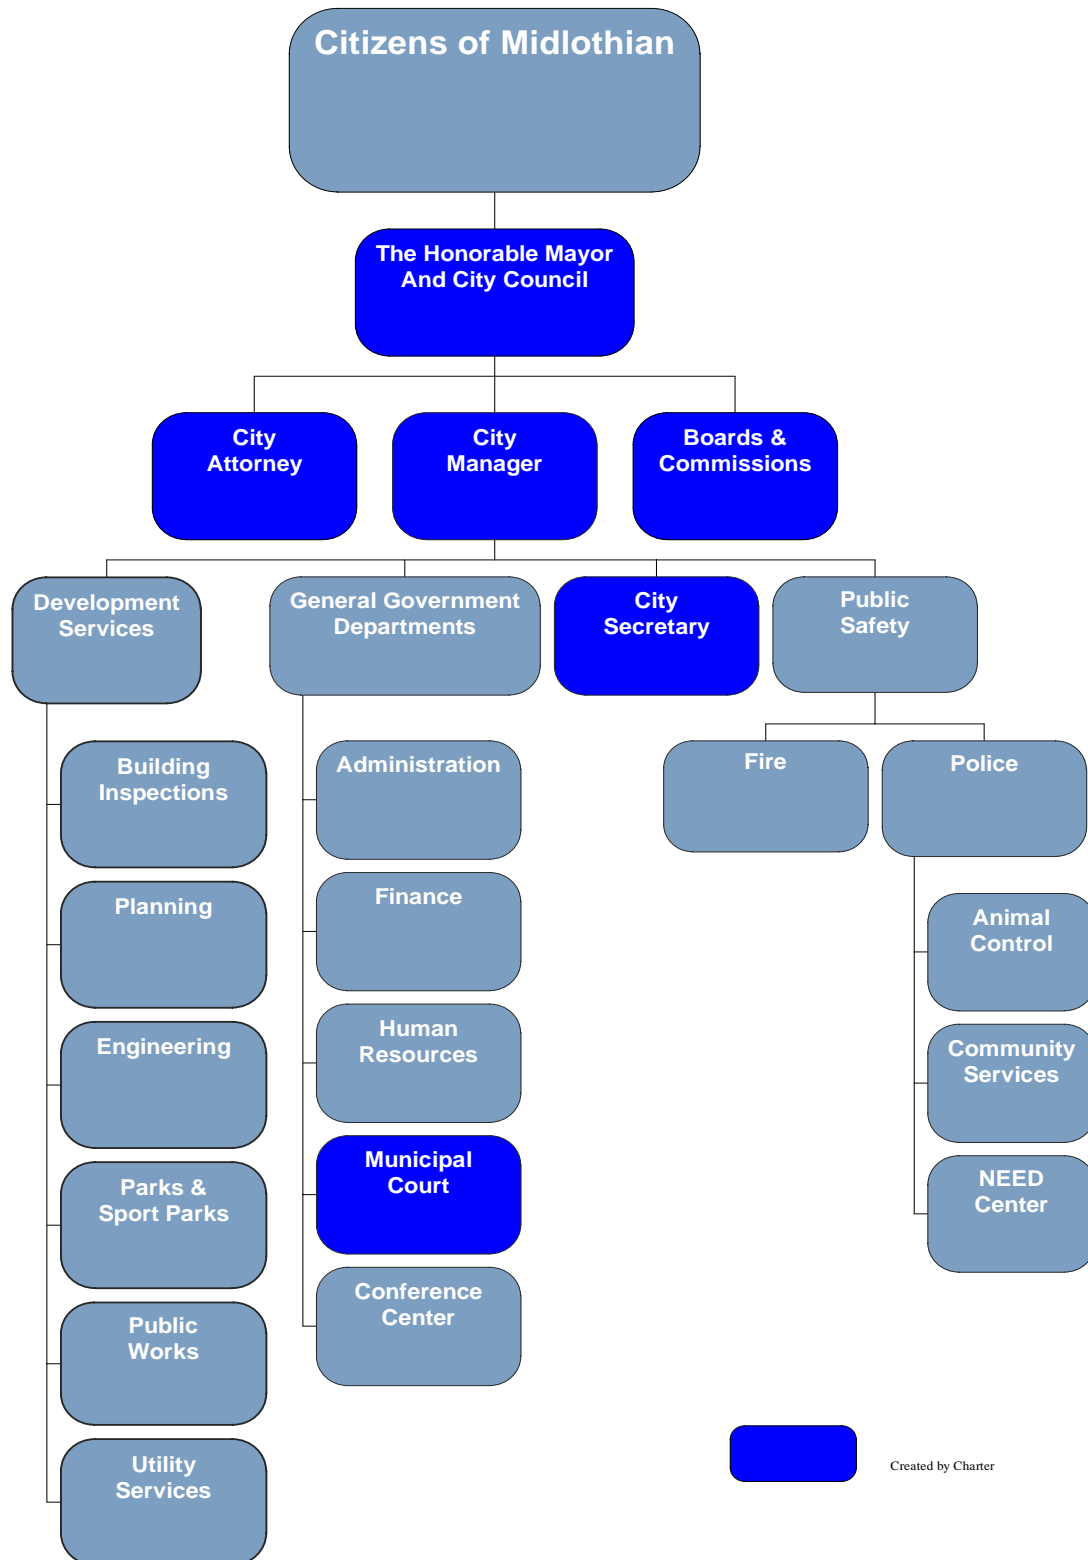 Citizens of Midlothian
The Honorable Mayor
And City Council
City
Attorney
City
Manager
Boards &
Commissions
Development
Services
General Government
Departments
City
Secretary
Public
Safety
Building
Inspections
Planning
Engineering
Parks &
Sport Parks
Public
Works
Utility
Services
Administration
Finance
Human
Resources
Municipal
Court
Conference
Center
Fire
Police
Animal
Control
Community
Services
NEED
Center
Created by Charter